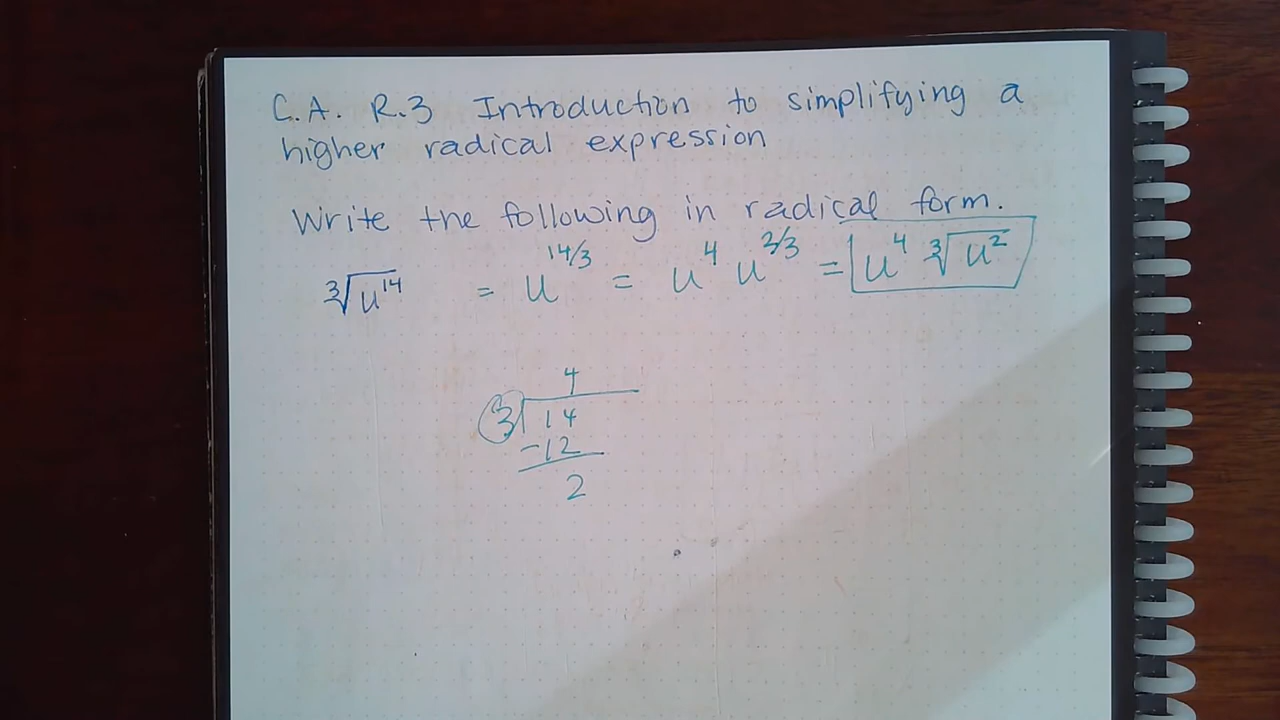 C.A. R.3 Introduction to simplifying a
higher radical expression
Write the following in radical form.
∛(u¹⁴) = u^(14/3) = u⁴ u^(2/3) = u⁴ ∛(u²)
4
3 14
-12
2